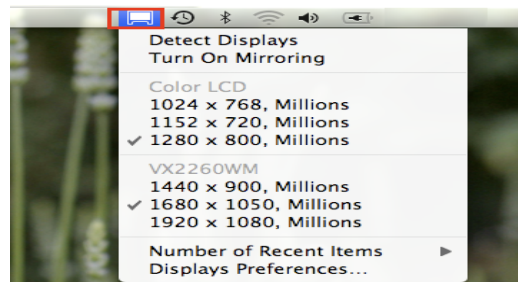 Detect Displays
Turn On Mirroring
Color LCD
1024 x 768, Millions
1152 x 720, Millions
1280 x 800, Millions
VX2260WM
1440 x 900, Millions
1680 x 1050, Millions
1920 x 1080, Millions
Number of Recent Items
Displays Preferences...